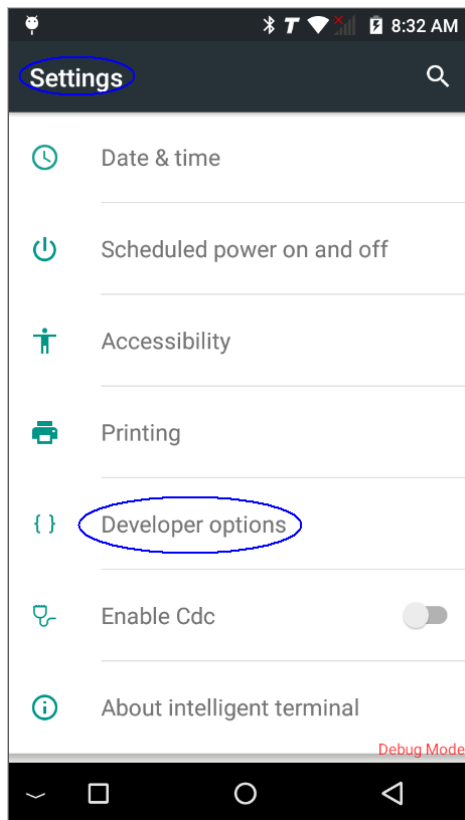 8:32 AM
Settings
Date & time
Scheduled power on and off
Accessibility
Printing
Developer options
Enable Cdc
About intelligent terminal
Debug Mode